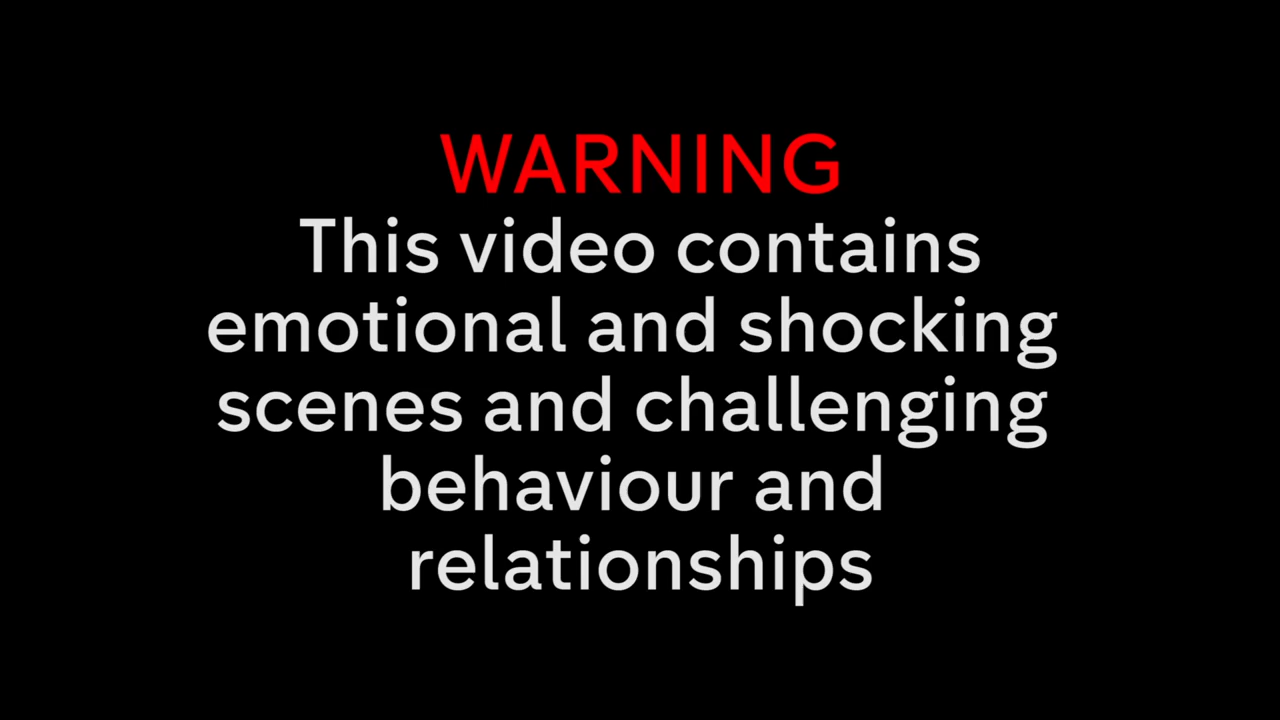 WARNING
This video contains
emotional and shocking
scenes and challenging
behaviour and
relationships